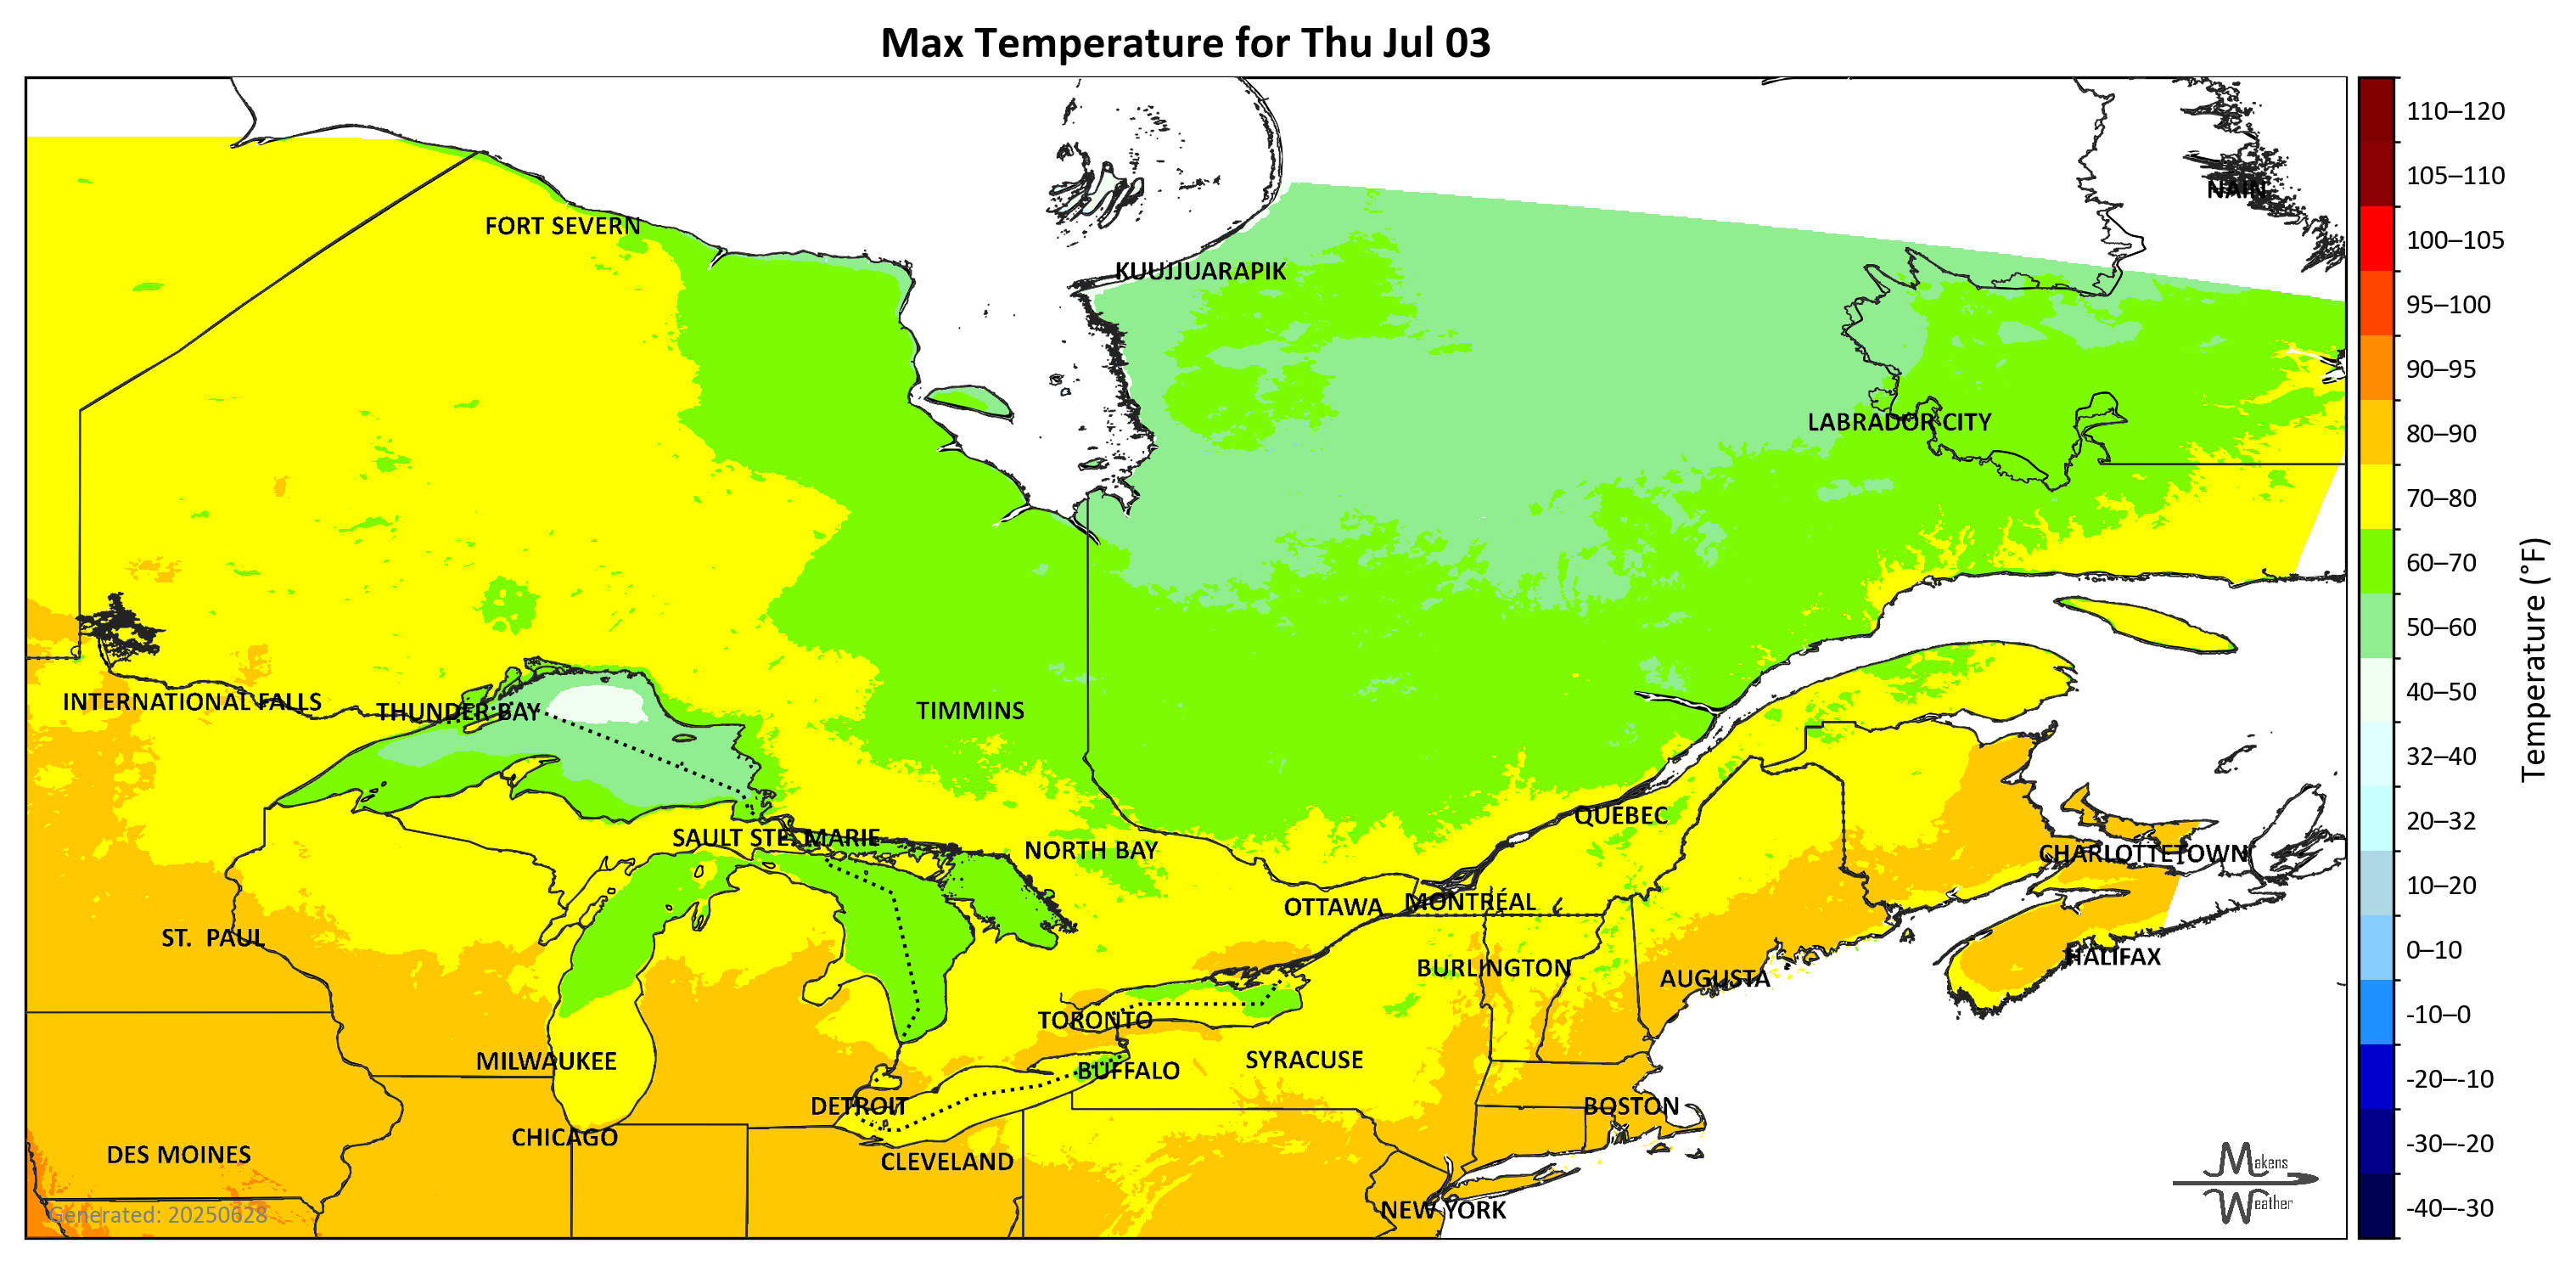 Max Temperature for Thu Jul 03
NAIN
FORT SEVERN
KUUJJUARAPIK
LABRADOR CITY
INTERNATIONAL FALLS
THUNDER BAY
TIMMINS
QUEBEC
SAULT STE. MARIE
NORTH BAY
CHARLOTTETOWN
OTTAWA
MONTRÉAL
ST. PAUL
HALIFAX
BURLINGTON
AUGUSTA
TORONTO
MILWAUKEE
SYRACUSE
BUFFALO
DETROIT
BOSTON
CHICAGO
DES MOINES
CLEVELAND
NEW YORK
Generated: 20250628
Makens
Weather
110–120
105–110
100–105
95–100
90–95
80–90
70–80
60–70
50–60
40–50
32–40
20–32
10–20
0–10
-10–0
-20–-10
-30–-20
-40–-30
Temperature (°F)